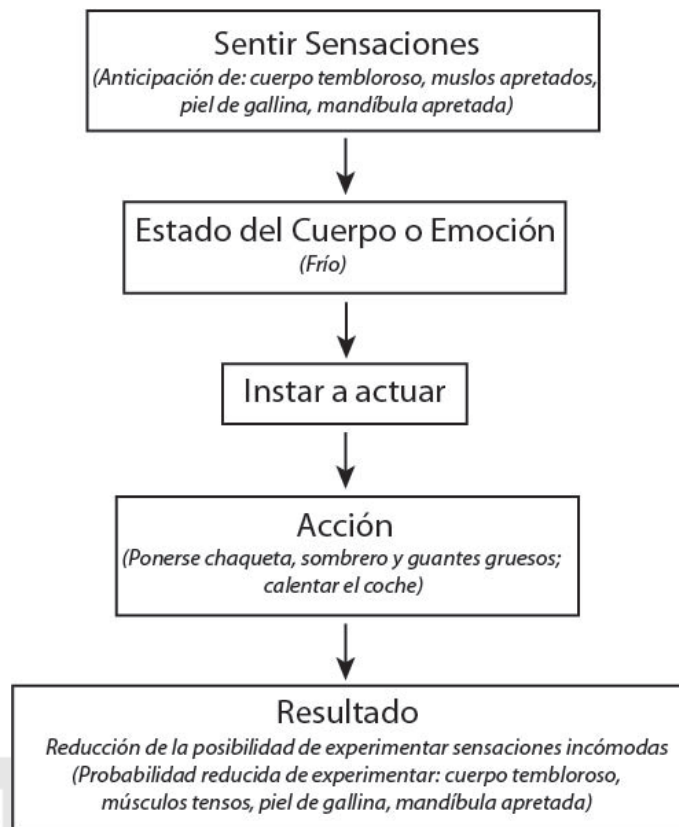 Sentir Sensaciones
(Anticipación de: cuerpo tembloroso, muslos apretados,
piel de gallina, mandíbula apretada)
Estado del Cuerpo o Emoción
(Frío)
Instar a actuar
Acción
(Ponerse chaqueta, sombrero y guantes gruesos;
calentar el coche)
Resultado
Reducción de la posibilidad de experimentar sensaciones incómodas
(Probabilidad reducida de experimentar: cuerpo tembloroso,
músculos tensos, piel de gallina, mandíbula apretada)